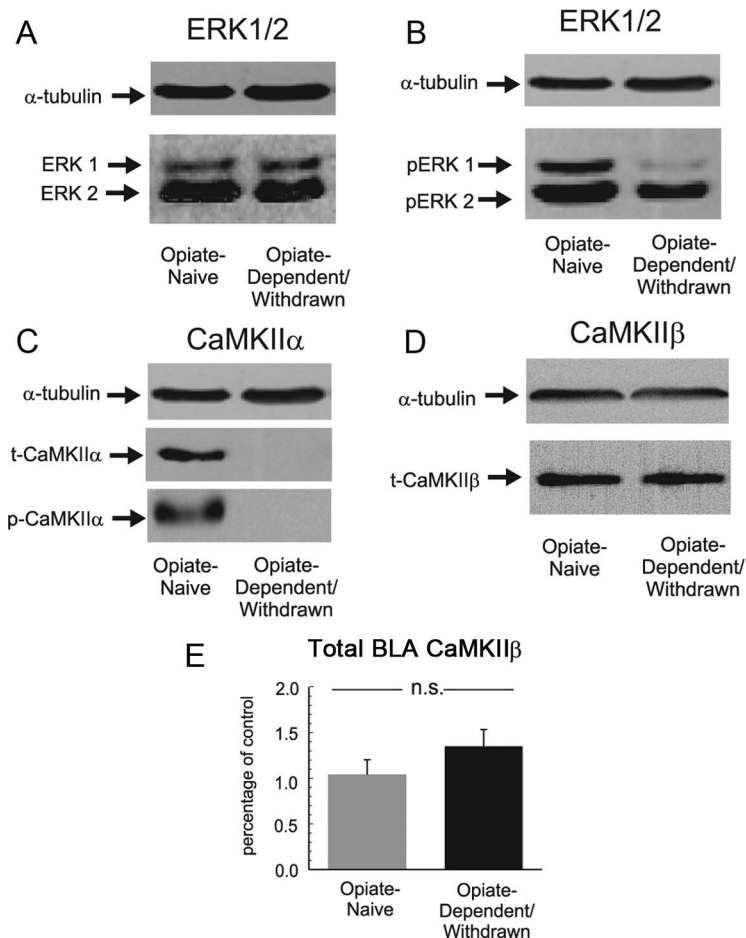 A
ERK1/2
α-tubulin
ERK 1
ERK 2
Opiate-
Naive
Opiate-
Dependent/
Withdrawn
B
ERK1/2
α-tubulin
pERK 1
pERK 2
Opiate-
Naive
Opiate-
Dependent/
Withdrawn
C
CaMKIIα
α-tubulin
t-CaMKIIα
p-CaMKIIα
Opiate-
Naive
Opiate-
Dependent/
Withdrawn
D
CaMKIIβ
α-tubulin
t-CaMKIIβ
Opiate-
Naive
Opiate-
Dependent/
Withdrawn
E
Total BLA CaMKIIβ
percentage of control
2.0
1.5
1.0
0.5
0.0
n.s.
Opiate-
Naive
Opiate-
Dependent/
Withdrawn